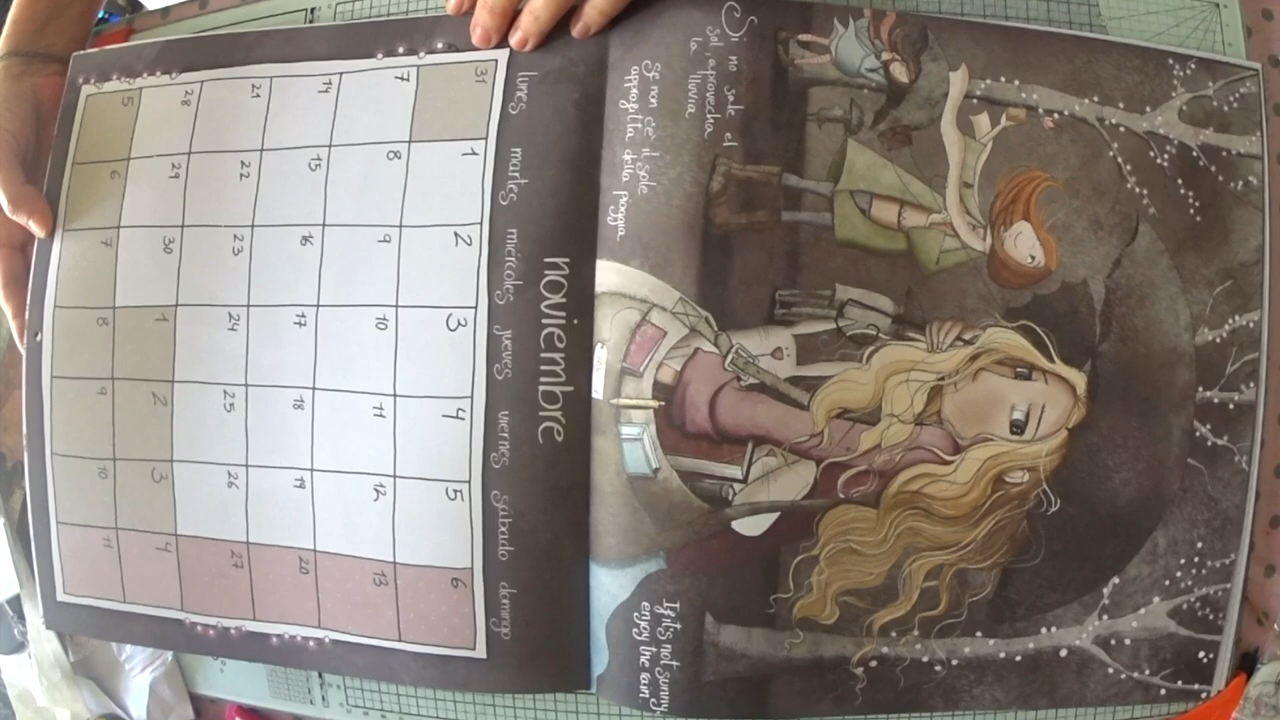 Si no sale el
sol, aprovecha
la lluvia
Se non c'è il sole
approfitta della pioggia
If it's not sunny
enjoy the rain.
noviembre
lunes martes miércoles jueves viernes sabado domingo
31 1 2 3 4 5 6
7 8 9 10 11 12 13
14 15 16 17 18 19 20
21 22 23 24 25 26 27
28 29 30 1 2 3 4
5 6 7 8 9 10 11